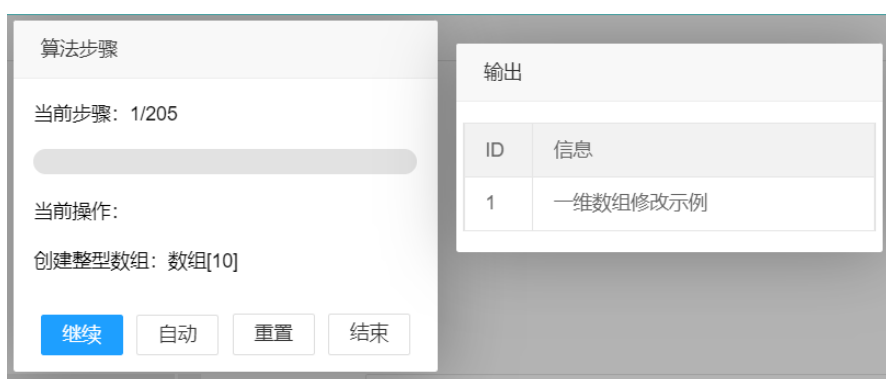 算法步骤
当前步骤：1/205
当前操作：
创建整型数组：数组[10]
继续 自动 重置 结束
输出
ID 信息
1 一维数组修改示例